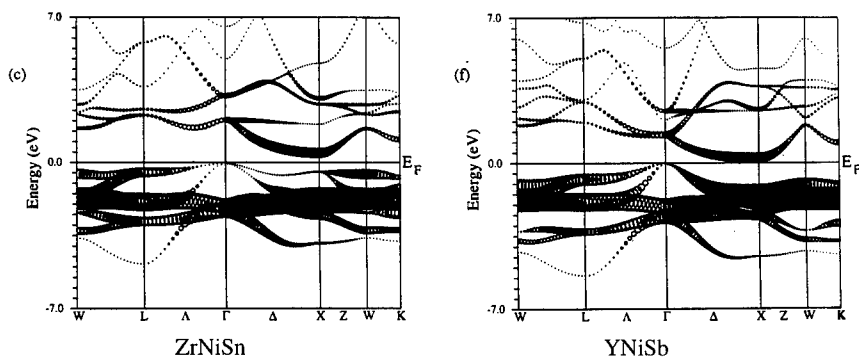 (c)
7.0
Energy (eV)
0.0
E_F
-7.0
W L Λ Γ Δ X Z W K
ZrNiSn
(f)
7.0
Energy (eV)
0.0
E_F
-7.0
W L Λ Γ Δ X Z W K
YNiSb